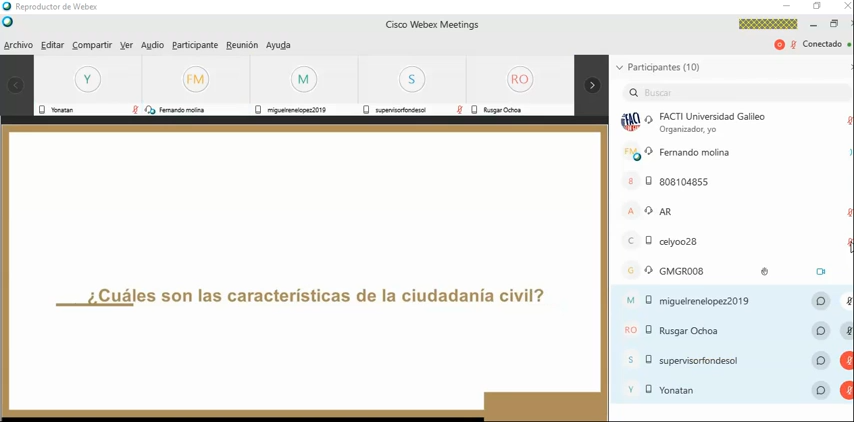 Reproductor de Webex
Cisco Webex Meetings
Archivo Editar Compartir Ver Audio Participante Reunión Ayuda
Conectado
Y FM M S RO
Yonatan Fernando molina miguelrenelopez2019 supervisorfondesol Rusgar Ochoa
Participantes (10)
Buscar
FACTI Universidad Galileo
Organizador, yo
FM Fernando molina
8 808104855
A AR
C celyoo28
G GMGR008
M miguelrenelopez2019
RO Rusgar Ochoa
S supervisorfondesol
Y Yonatan
¿Cuáles son las características de la ciudadanía civil?